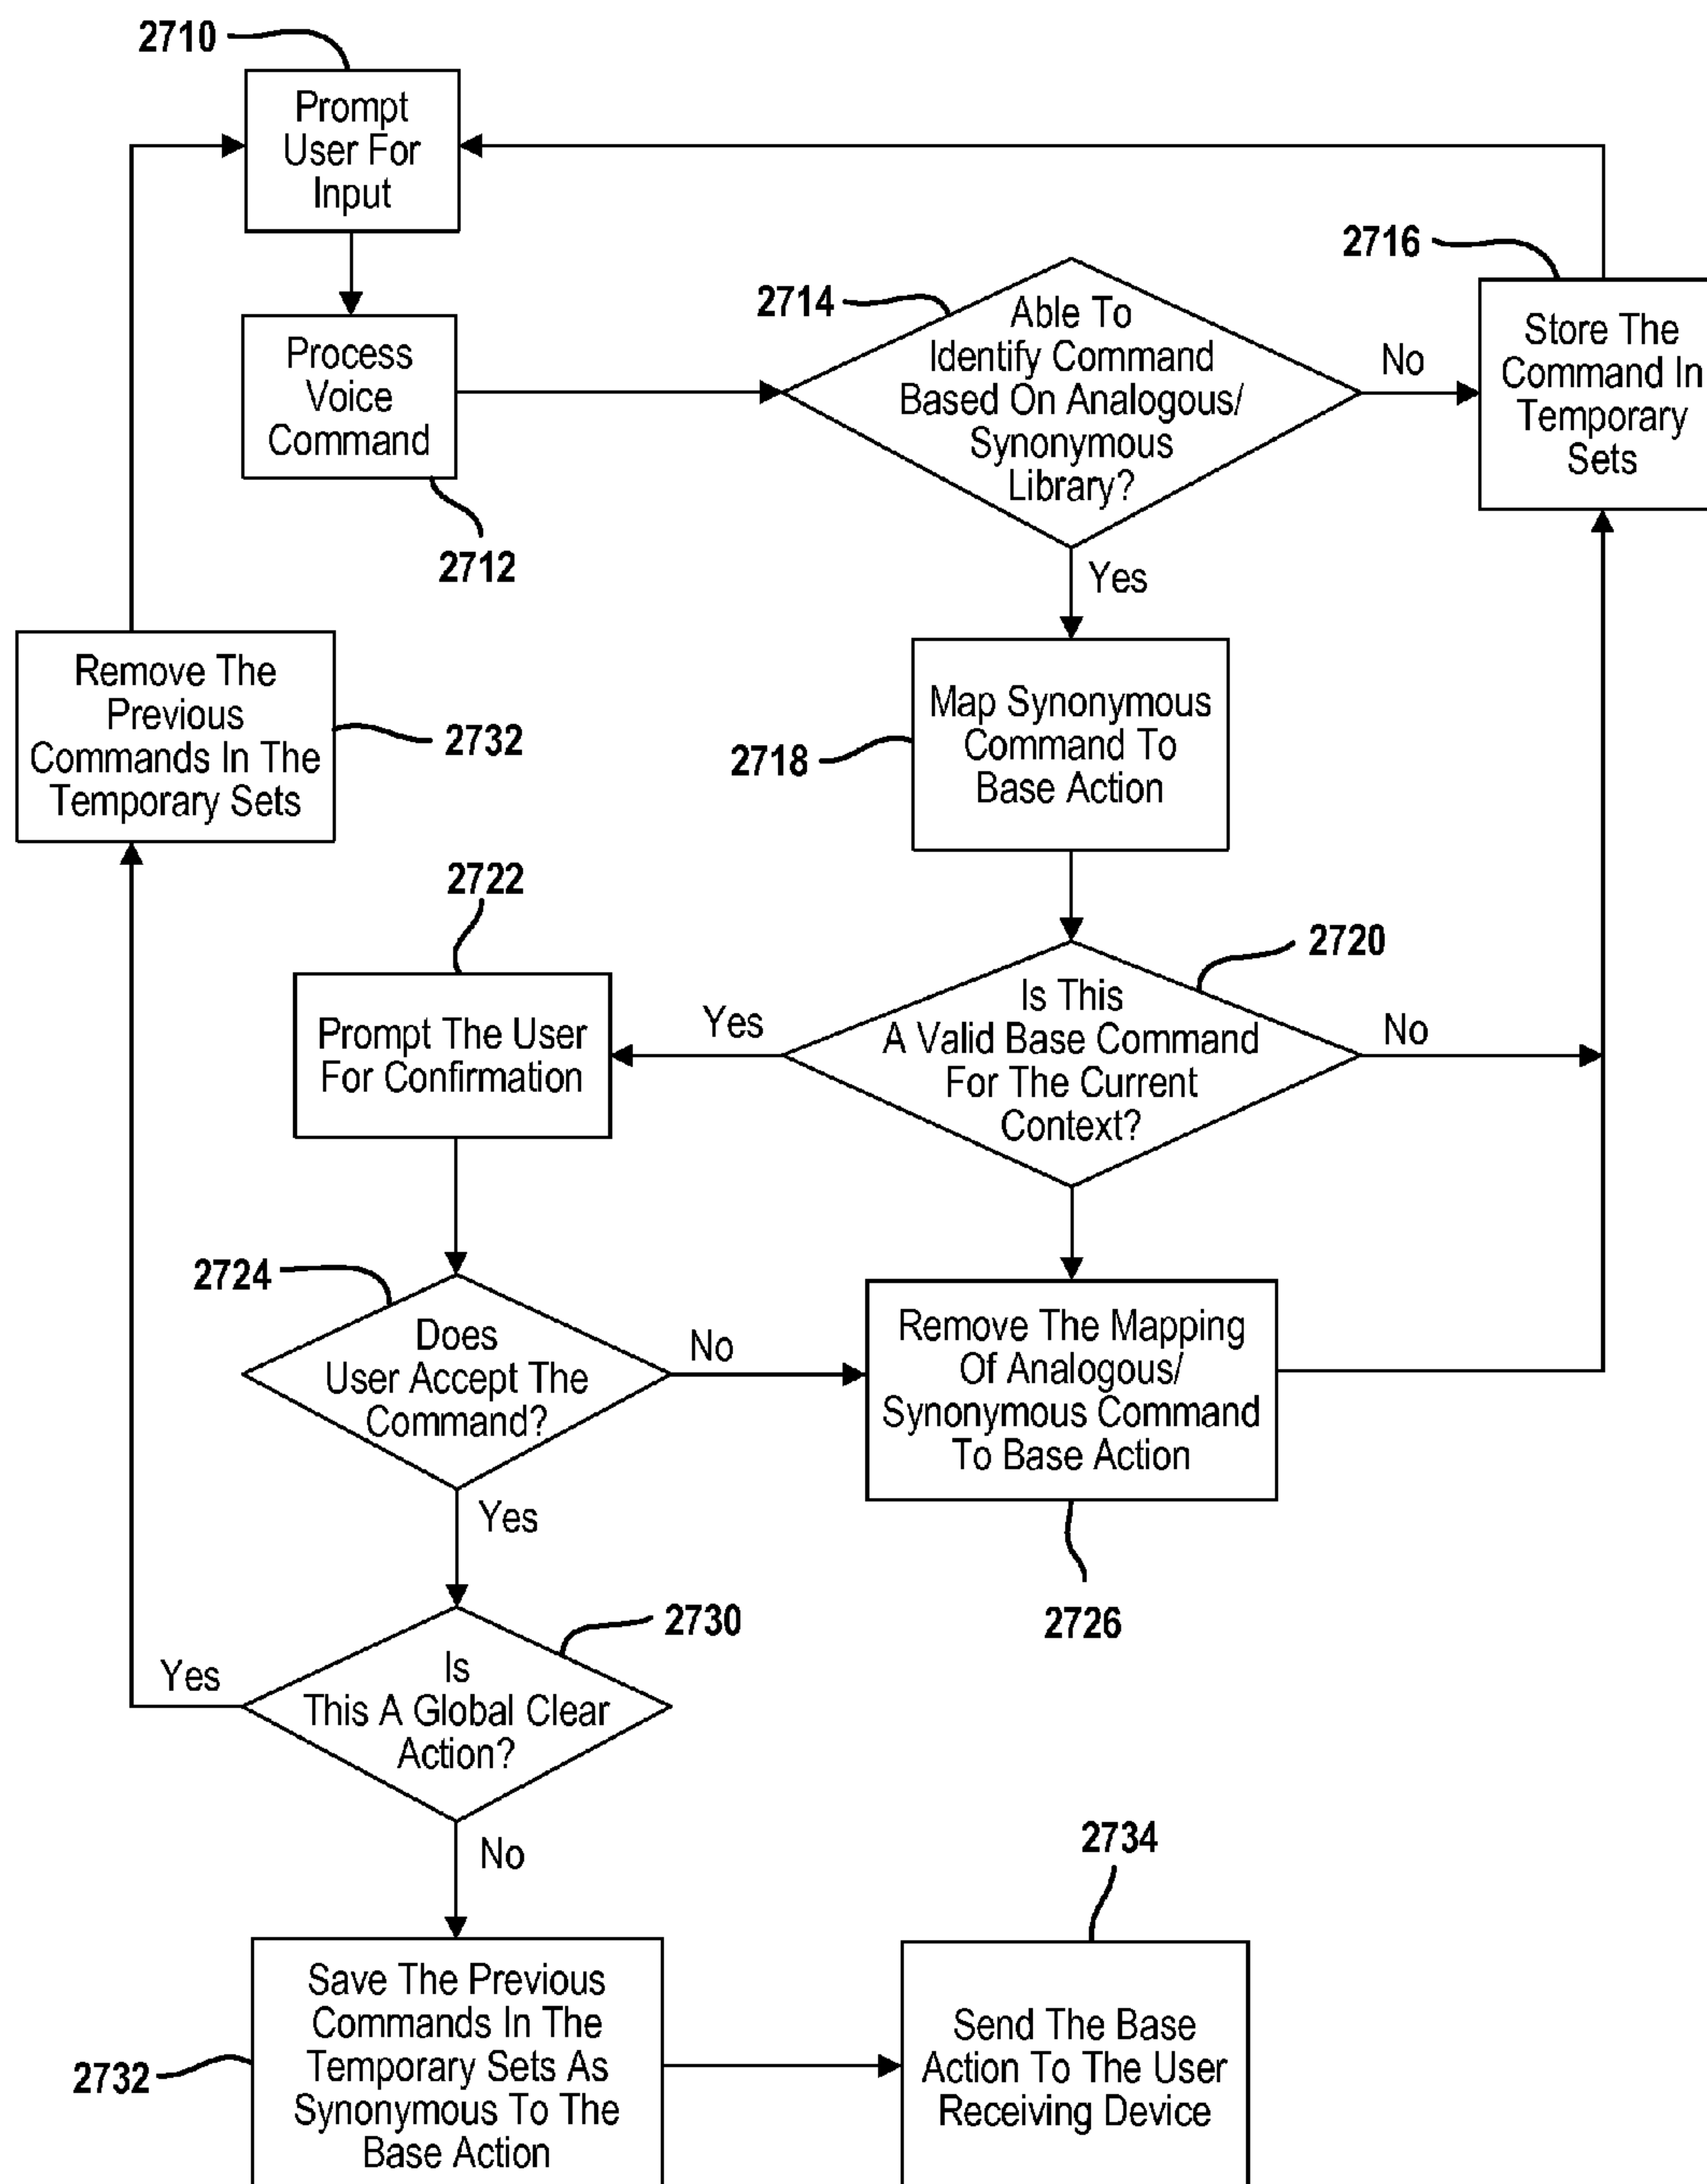 2710
Prompt
User For
Input
2716
2714
Able To
Identify Command
Based On Analogous/
Synonymous
Library?
No
Store The
Command In
Temporary
Sets
Process
Voice
Command
2712
Yes
Remove The
Previous
Commands In The
Temporary Sets
2732
2718
Map Synonymous
Command To
Base Action
2722
2720
Prompt The User
For Confirmation
Yes
Is This
A Valid Base Command
For The Current
Context?
No
2724
Does
User Accept The
Command?
No
Remove The Mapping
Of Analogous/
Synonymous Command
To Base Action
Yes
2726
2730
Yes
Is
This A Global Clear
Action?
No
2734
2732
Save The Previous
Commands In The
Temporary Sets As
Synonymous To The
Base Action
Send The Base
Action To The User
Receiving Device